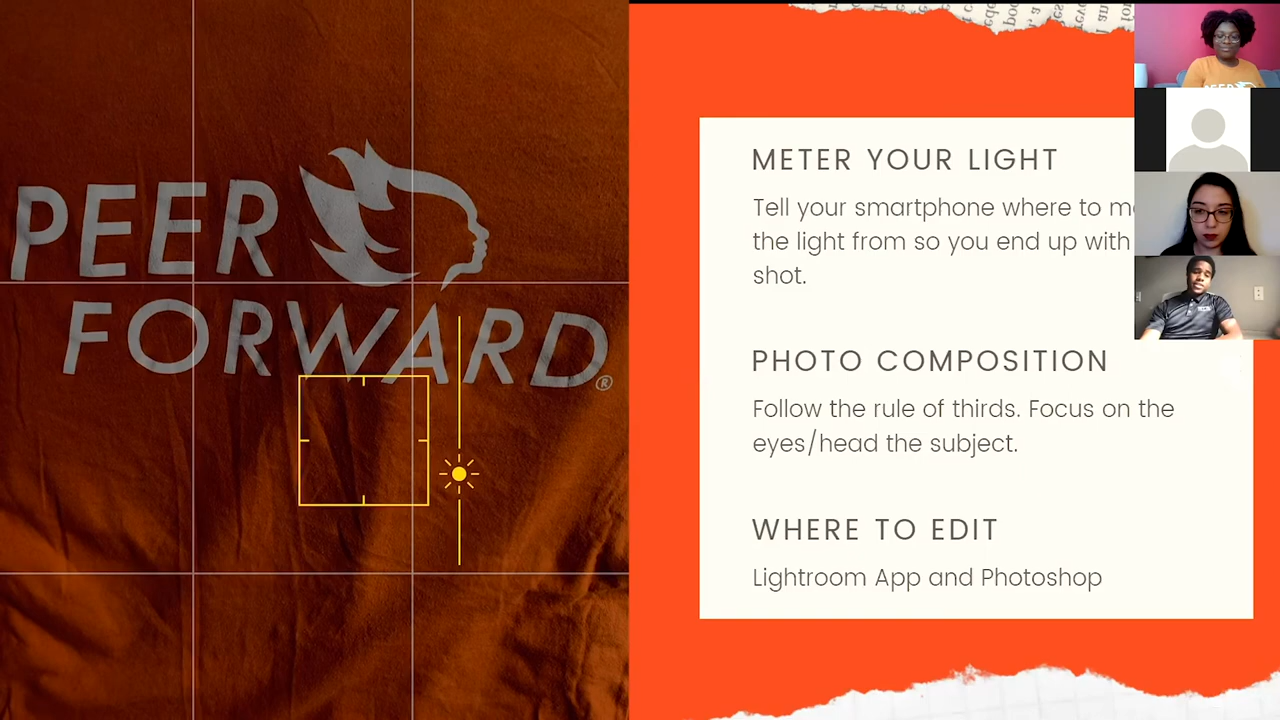 PEER
FORWARD®
METER YOUR LIGHT
Tell your smartphone where to
the light from so you end up with
shot.
PHOTO COMPOSITION
Follow the rule of thirds. Focus on the
eyes/head the subject.
WHERE TO EDIT
Lightroom App and Photoshop